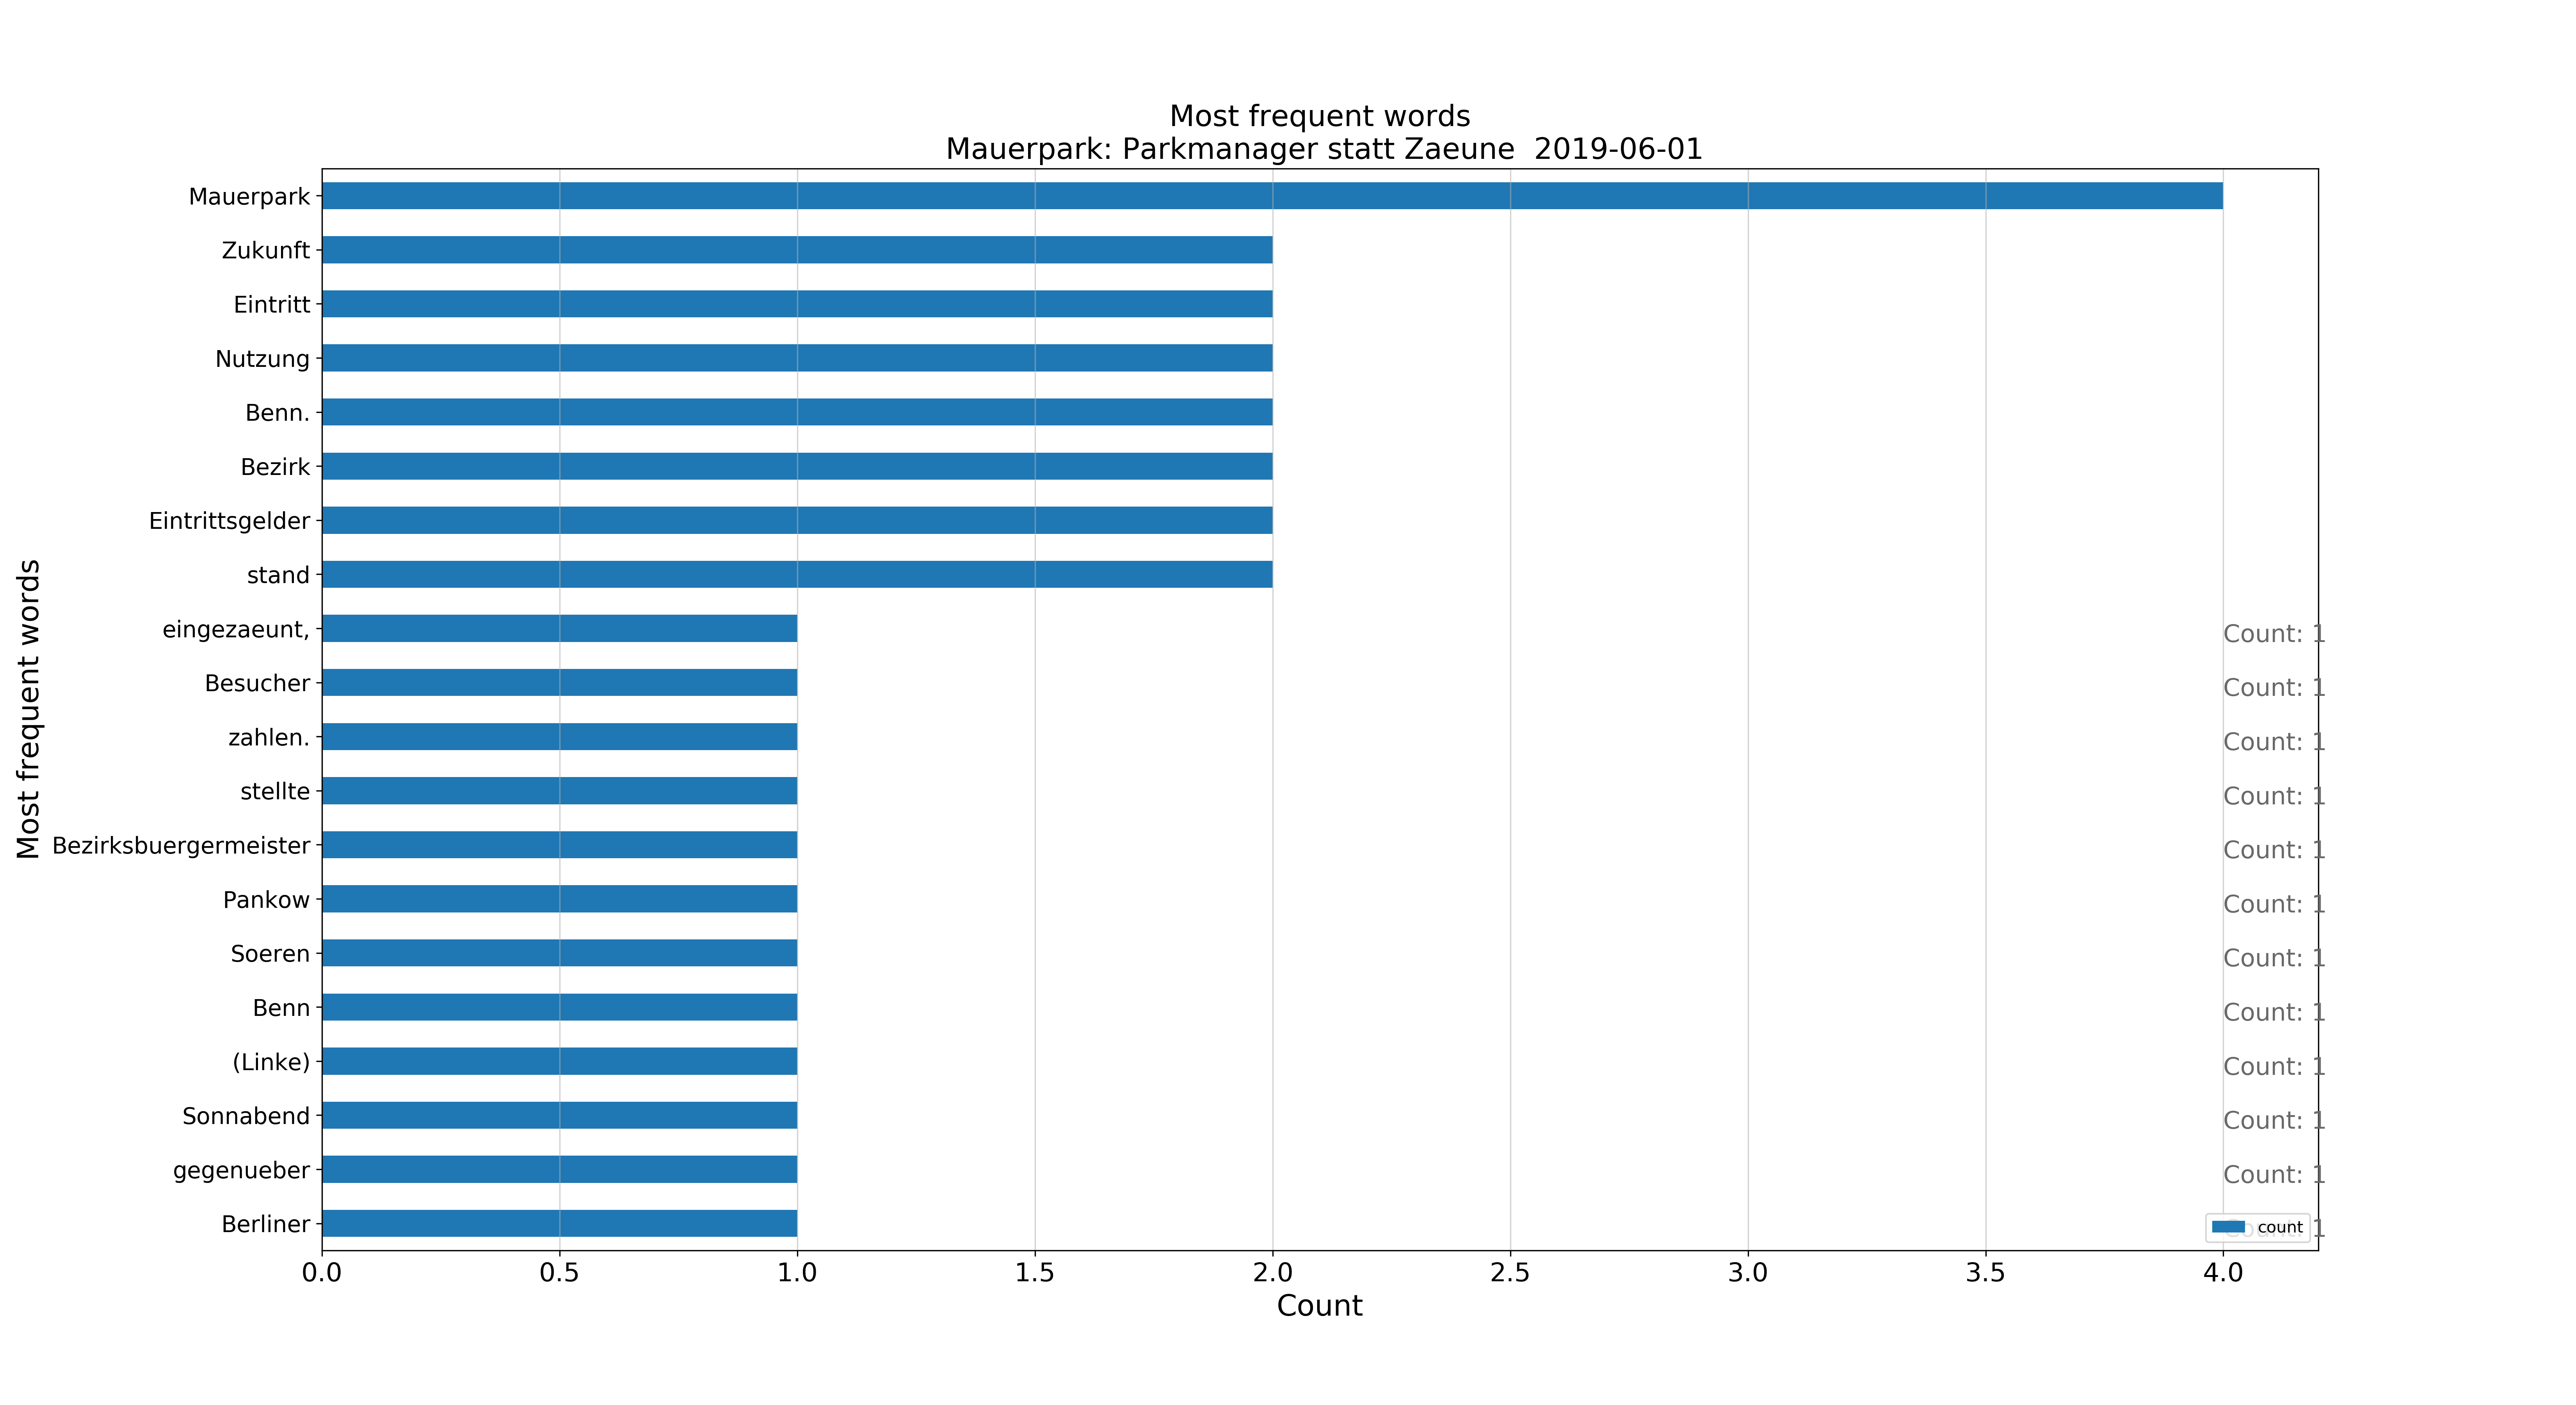 Most frequent words
Mauerpark: Parkmanager statt Zaeune  2019-06-01
Most frequent words
Mauerpark
Zukunft
Eintritt
Nutzung
Benn.
Bezirk
Eintrittsgelder
stand
eingezaeunt, Count: 1
Besucher Count: 1
zahlen. Count: 1
stellte Count: 1
Bezirksbuergermeister Count: 1
Pankow Count: 1
Soeren Count: 1
Benn Count: 1
(Linke) Count: 1
Sonnabend Count: 1
gegenueber Count: 1
Berliner Count: 1
count
0.0 0.5 1.0 1.5 2.0 2.5 3.0 3.5 4.0
Count